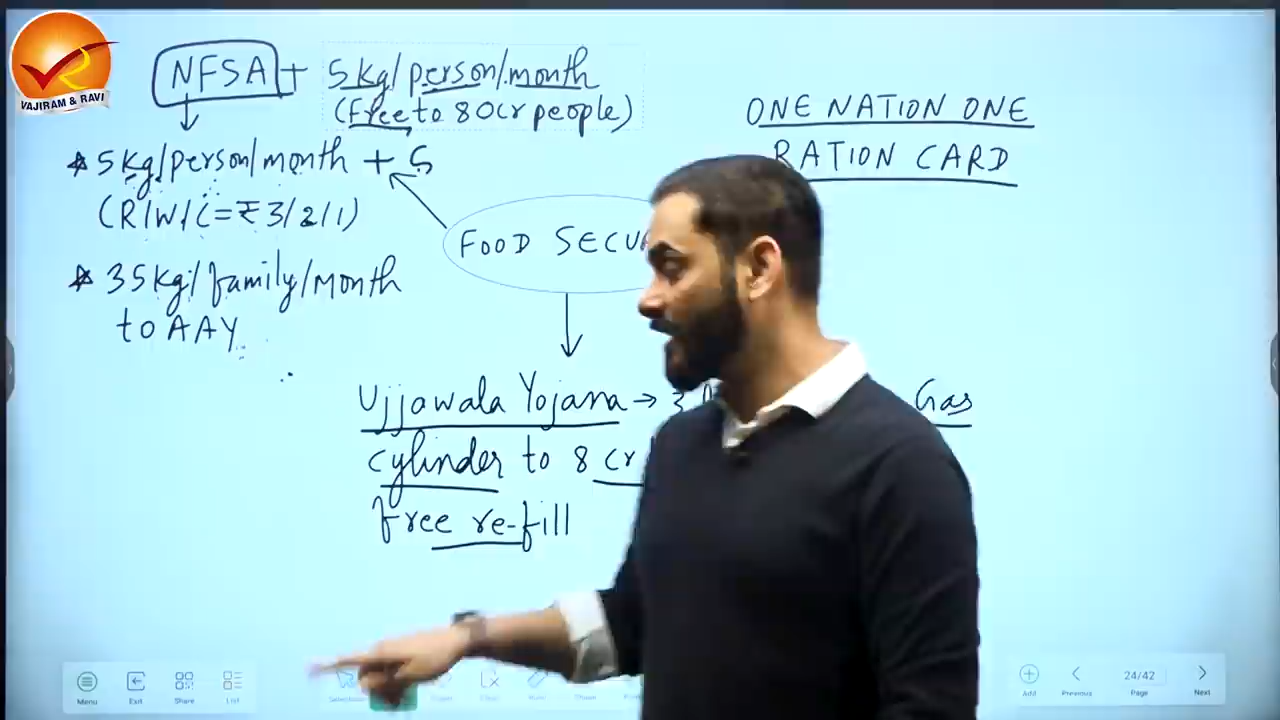 VAJIRAM & RAVI
NFSA + 5kg/person/month
(free to 80cr people)
* 5kg/person/month + 5
(R/W/C = ₹3/2/1)
* 35kg/family/month
to AAY
FOOD
ONE NATION ONE
RATION CARD
Ujjawala Yojana → 3 Gas
cylinder to 8 cr
free re-fill
Menu Exit Share List
Add Previous 24/42 Page Next